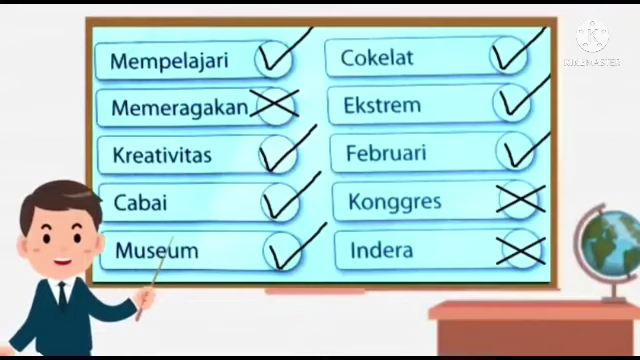 Mempelajari
Memeragakan
Kreativitas
Cabai
Museum
Cokelat
Ekstrem
Februari
Konggres
Indera
KINEMASTER